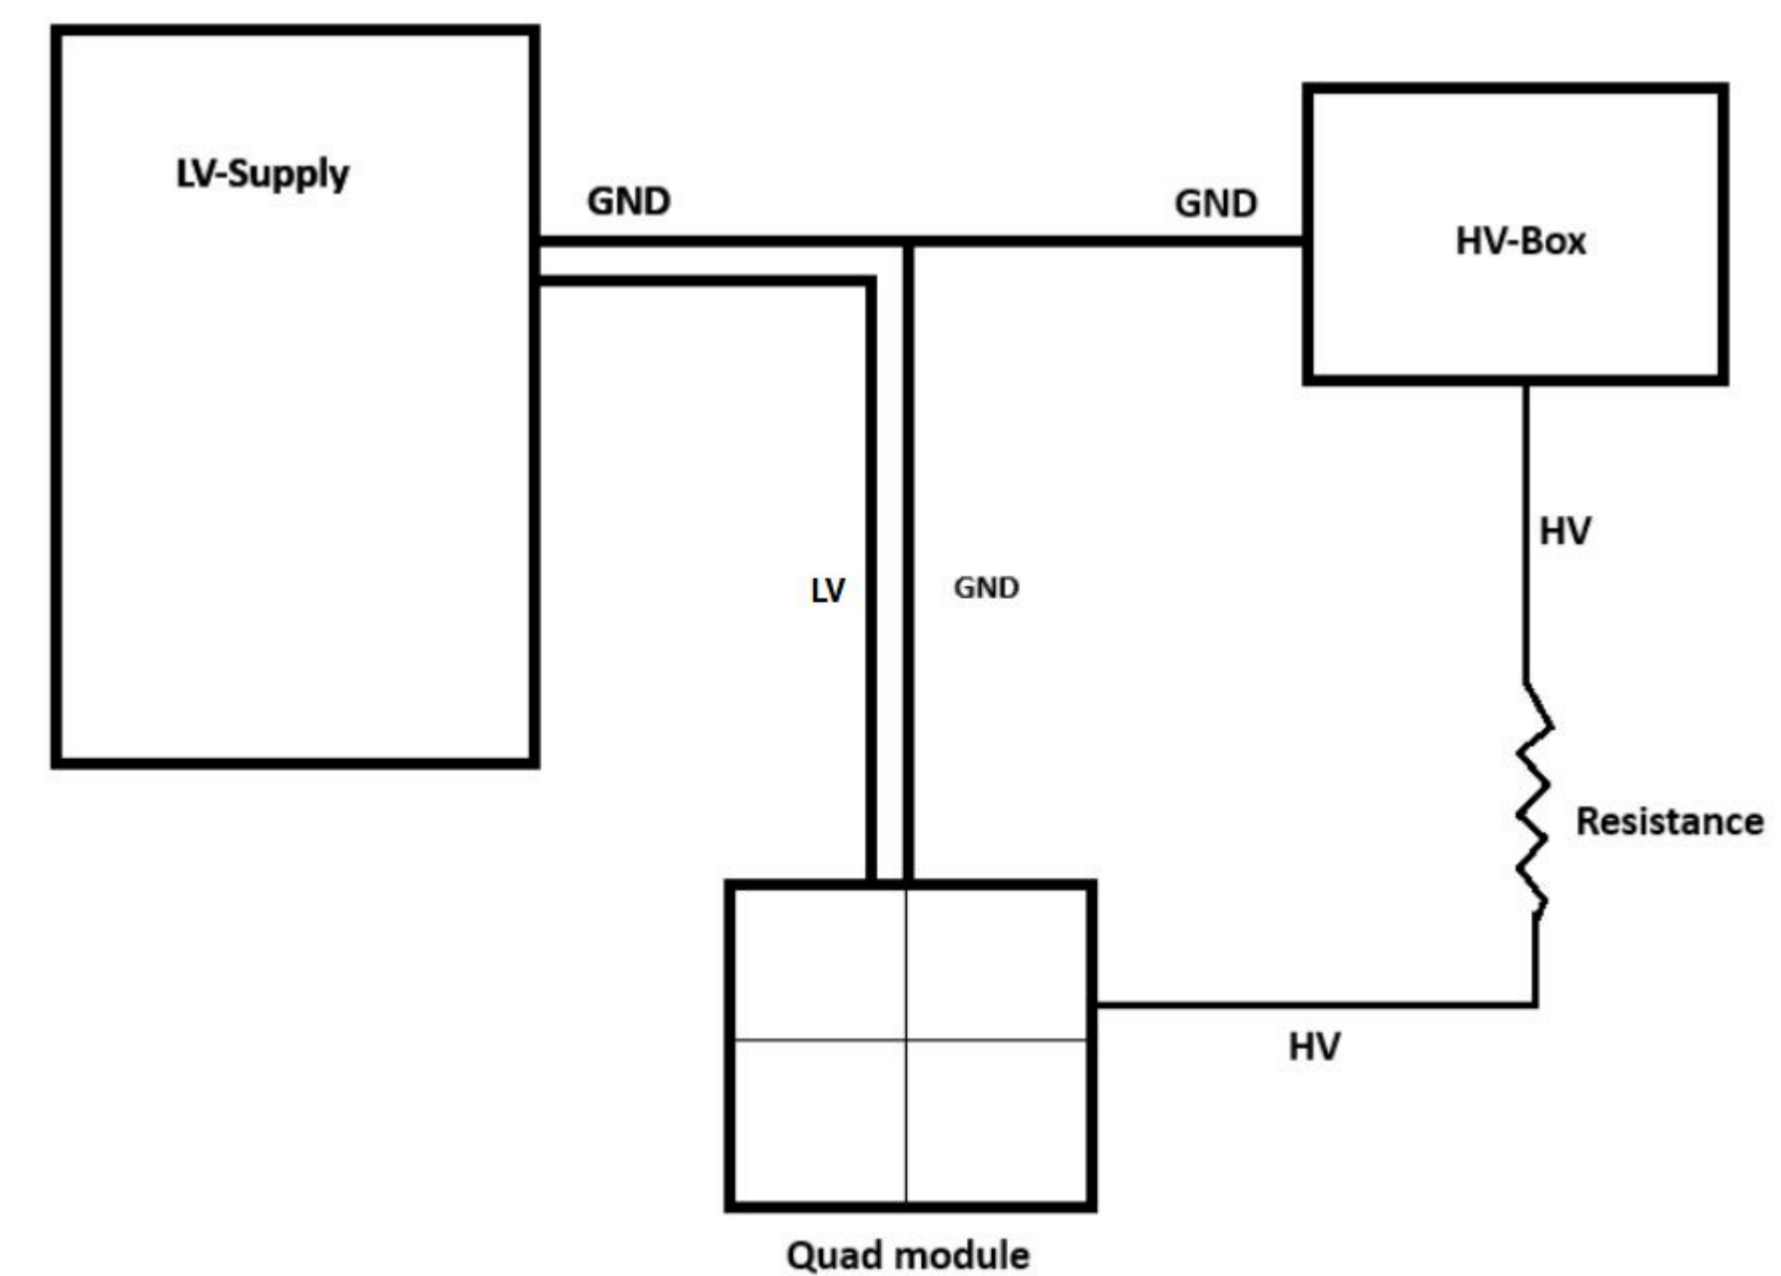 LV-Supply
GND
GND
HV-Box
HV
LV
GND
Resistance
HV
Quad module